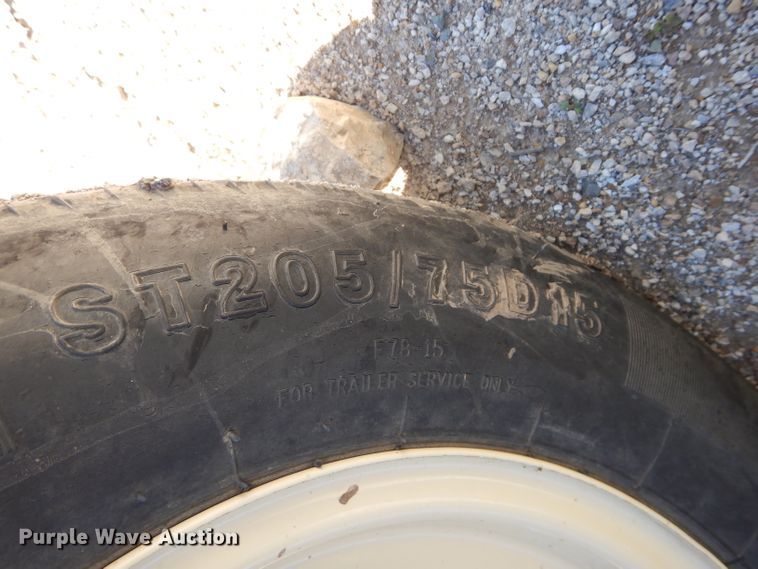 ST205/75D15
F78-15
FOR TRAILER SERVICE ONLY
Purple Wave Auction